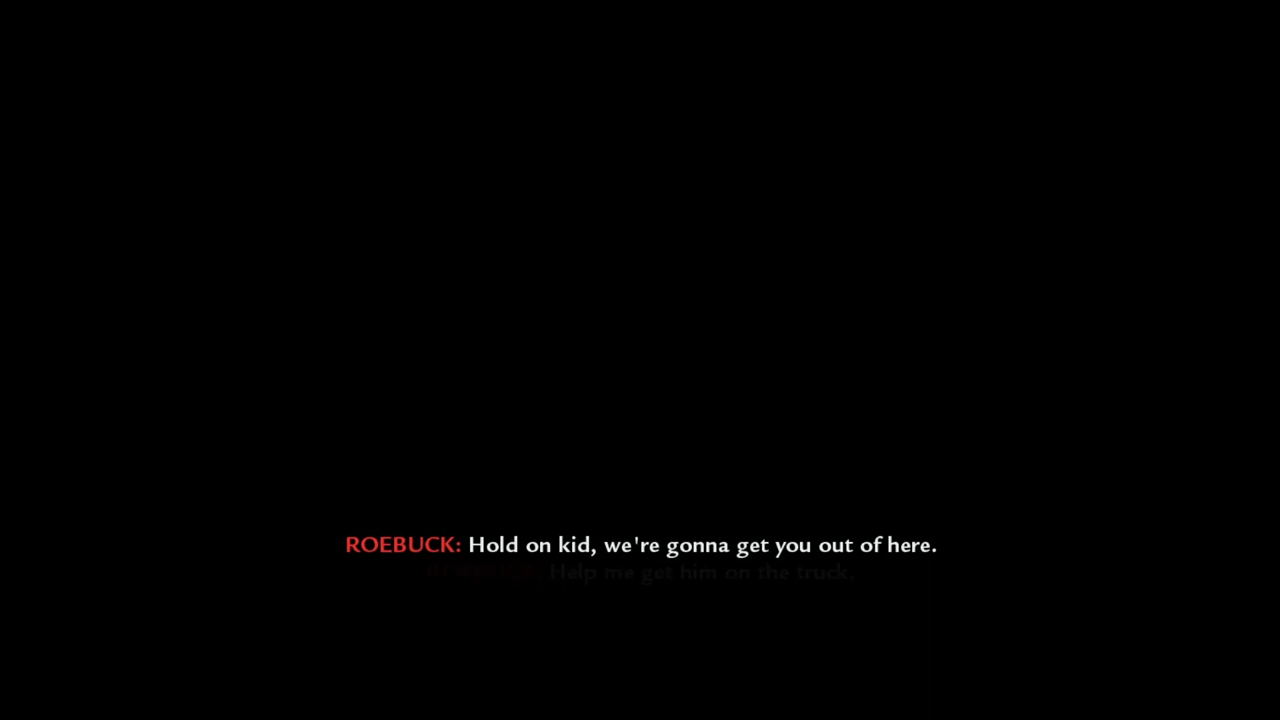 ROEBUCK: Hold on kid, we're gonna get you out of here.
ROEBUCK: Help me get him on the truck.